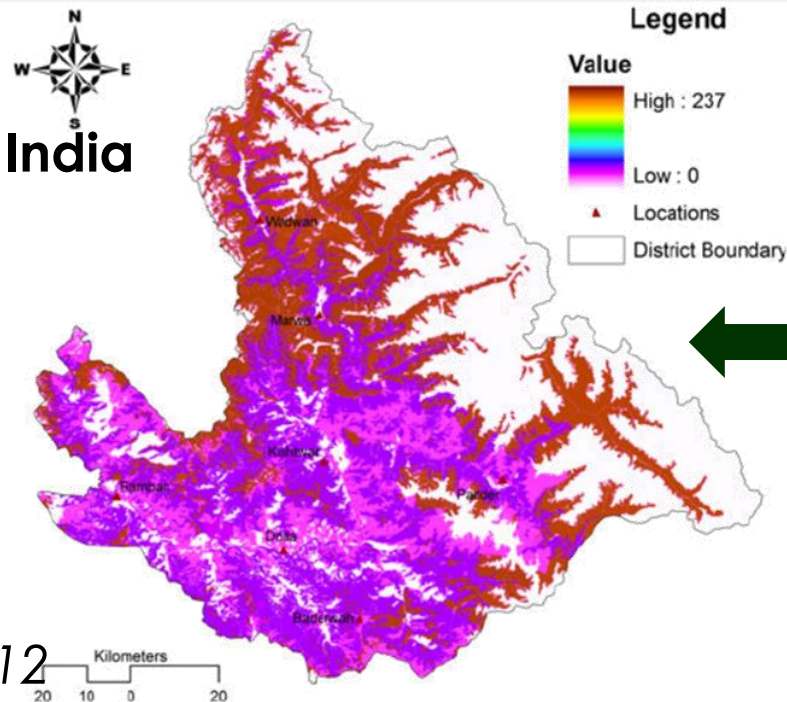 N
W E
S
India
Legend
Value
High : 237
Low : 0
Locations
District Boundary
Wadwan
Marwa
Kishtwar
Ramban
Padder
Doda
Baderwah
12
Kilometers
20 10 0 20